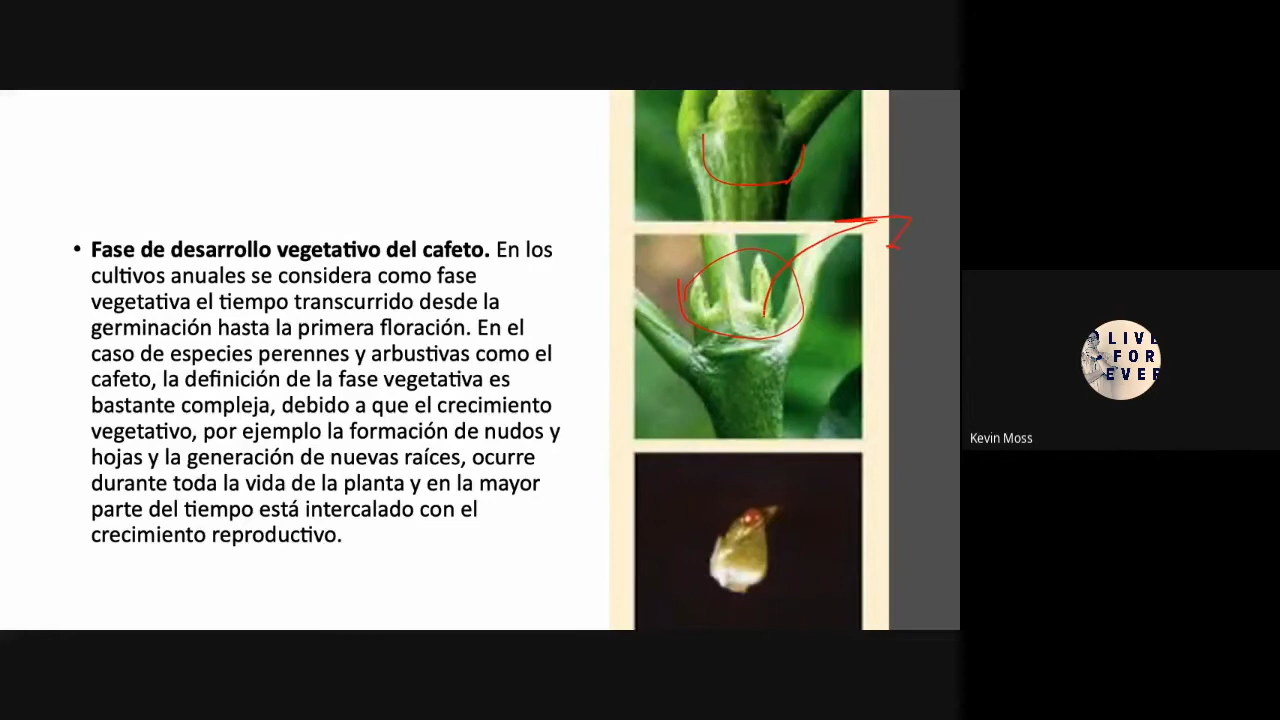 • Fase de desarrollo vegetativo del cafeto. En los
cultivos anuales se considera como fase
vegetativa el tiempo transcurrido desde la
germinación hasta la primera floración. En el
caso de especies perennes y arbustivas como el
cafeto, la definición de la fase vegetativa es
bastante compleja, debido a que el crecimiento
vegetativo, por ejemplo la formación de nudos y
hojas y la generación de nuevas raíces, ocurre
durante toda la vida de la planta y en la mayor
parte del tiempo está intercalado con el
crecimiento reproductivo.
?
LIVE
FOR
EVER
Kevin Moss